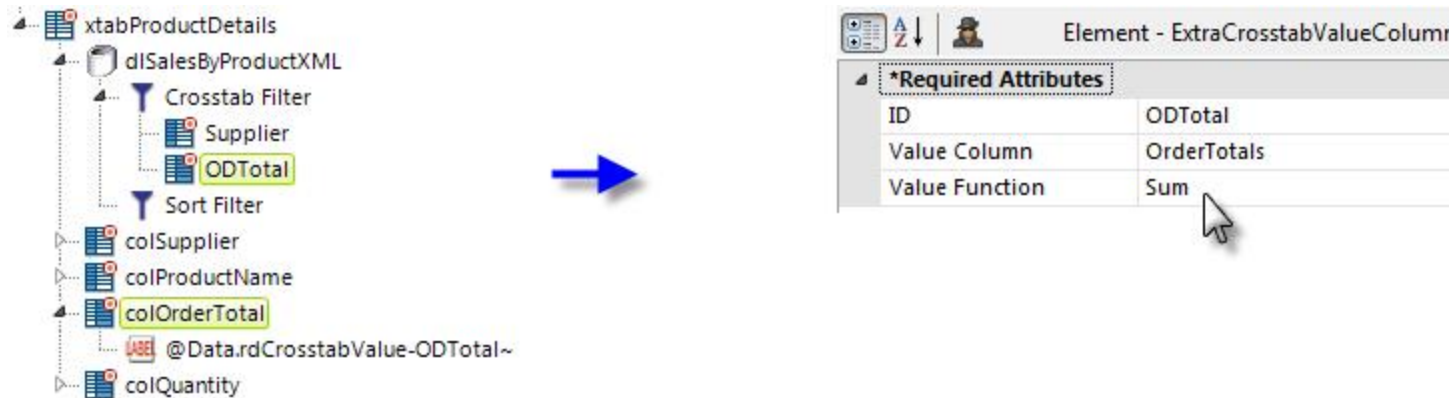 xtabProductDetails
dlSalesByProductXML
Crosstab Filter
Supplier
ODTotal
Sort Filter
colSupplier
colProductName
colOrderTotal
LABEL @Data.rdCrosstabValue-ODTotal~
colQuantity
A Z Element - ExtraCrosstabValueColumn
*Required Attributes
ID ODTotal
Value Column OrderTotals
Value Function Sum